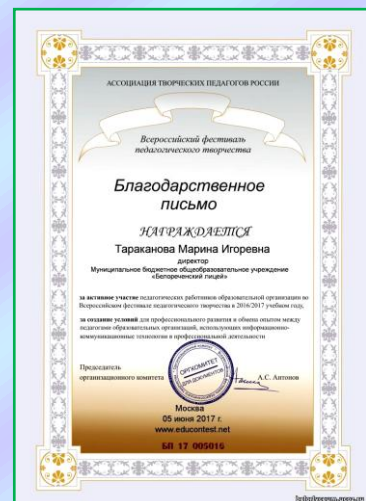 АССОЦИАЦИЯ ТВОРЧЕСКИХ ПЕДАГОГОВ РОССИИ
Всероссийский фестиваль
педагогического творчества
Благодарственное
письмо
НАГРАЖДАЕТСЯ
Тараканова Марина Игоревна
директор
Муниципальное бюджетное общеобразовательное учреждение
«Белореченский лицей»
за активное участие педагогических работников образовательной организации во
Всероссийском фестивале педагогического творчества в 2016/2017 учебном году,
за создание условий для профессионального развития и обмена опытом между
педагогами образовательных организаций, использующих информационно-
коммуникационные технологии в профессиональной деятельности
Председатель
организационного комитета
ОРГКОМИТЕТ
ДЛЯ ДОКУМЕНТОВ
А.С. Антонов
Москва
05 июня 2017 г.
www.educontest.net
БП 17 005016